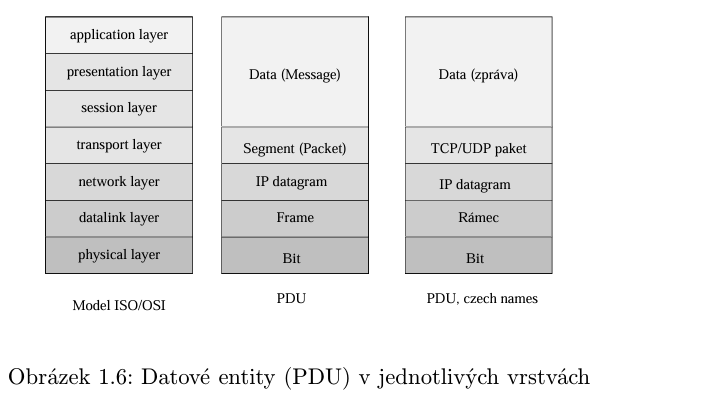 application layer
presentation layer
session layer
transport layer
network layer
datalink layer
physical layer
Model ISO/OSI
Data (Message)
Segment (Packet)
IP datagram
Frame
Bit
PDU
Data (zpráva)
TCP/UDP paket
IP datagram
Rámec
Bit
PDU, czech names
Obrázek 1.6: Datové entity (PDU) v jednotlivých vrstvách